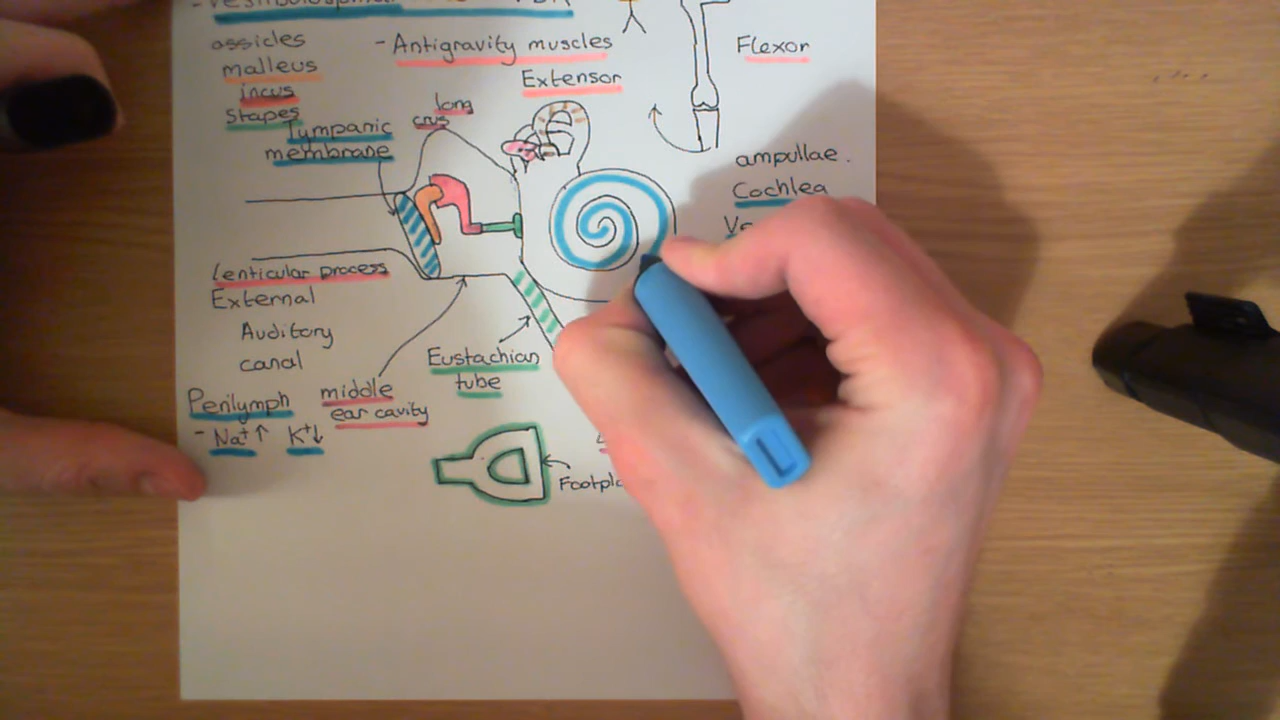 ossicles
malleus
incus
stapes
Tympanic
membrane
- Antigravity muscles
Extensor
Flexor
long
crus
ampullae.
Cochlea
lenticular process
External
Auditory
canal
Eustachian
tube
Perilymph
- Na+ ↑ K+ ↓
middle
ear cavity